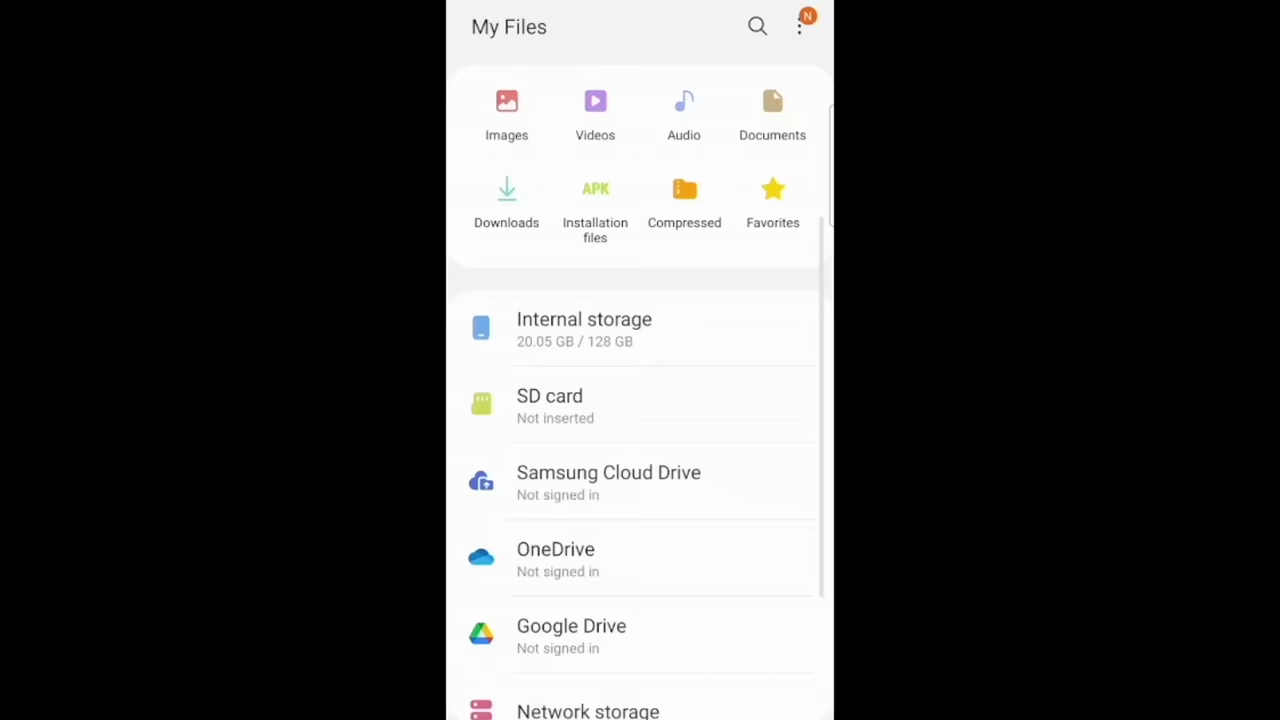 My Files
N
Images
Videos
Audio
Documents
APK
Downloads
Installation
files
Compressed
Favorites
Internal storage
20.05 GB / 128 GB
SD card
Not inserted
Samsung Cloud Drive
Not signed in
OneDrive
Not signed in
Google Drive
Not signed in
Network storage